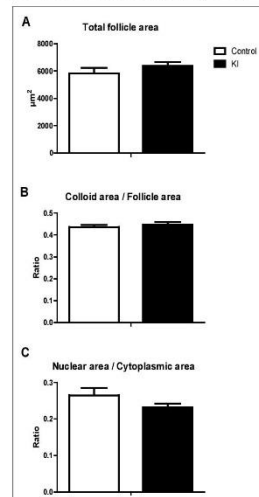 A
Total follicle area
Control
KI
8000
6000
4000
2000
0
µm²
B
Colloid area / Follicle area
0.5
0.4
0.3
0.2
0.1
0.0
Ratio
C
Nuclear area / Cytoplasmic area
0.3
0.2
0.1
0.0
Ratio